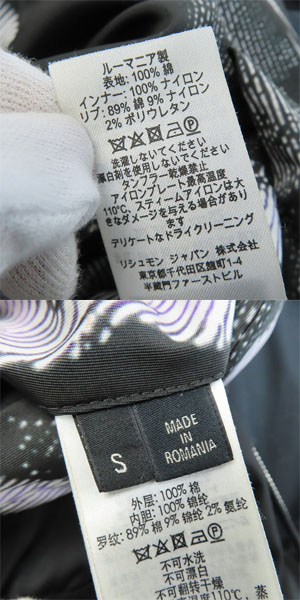 ルーマニア製
表地: 100% 綿
インナー: 100% ナイロン
リブ: 89% 綿 9% ナイロン
2% ポリウレタン
洗濯しないでください
漂白剤を使用しないでください
タンブラー乾燥禁止
アイロンプレート最高温度
110℃、スティームアイロンは大
きなダメージを与える場合があり
ます
デリケートなドライクリーニング
リシュモン ジャパン 株式会社
東京都千代田区麹町1-4
半蔵門ファーストビル
S
MADE
IN
ROMANIA
外层: 100% 棉
内胆: 100% 锦纶
罗纹: 89% 棉 9% 锦纶 2% 氨纶
不可水洗
不可漂白
不可翻转干燥
度110℃, 蒸